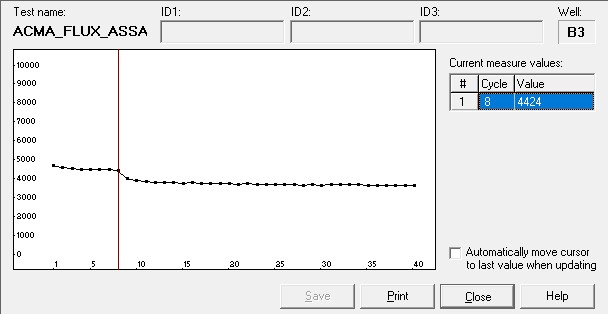 Test name: ID1: ID2: ID3: Well:
ACMA_FLUX_ASSA B3
Current measure values:
# Cycle Value
1 8 4424
10000
9000
8000
7000
6000
5000
4000
3000
2000
1000
0
1 5 10 15 20 25 30 35 40
Automatically move cursor
to last value when updating
Save Print Close Help